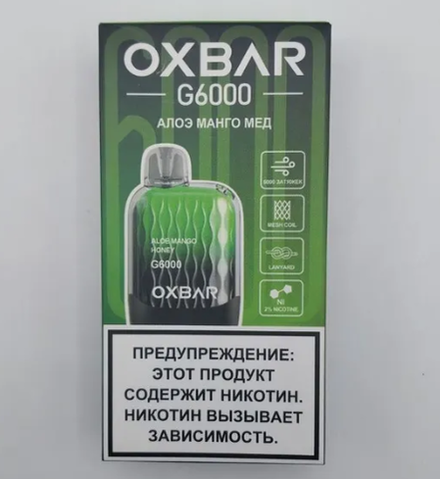 OXBAR
G6000
АЛОЭ МАНГО МЕД
6000 ЗАТЯЖЕК
MESH COIL
ALOE MANGO
HONEY
G6000
LANYARD
OXBAR
NI
2% NICOTINE
ПРЕДУПРЕЖДЕНИЕ:
ЭТОТ ПРОДУКТ
СОДЕРЖИТ НИКОТИН.
НИКОТИН ВЫЗЫВАЕТ
ЗАВИСИМОСТЬ.